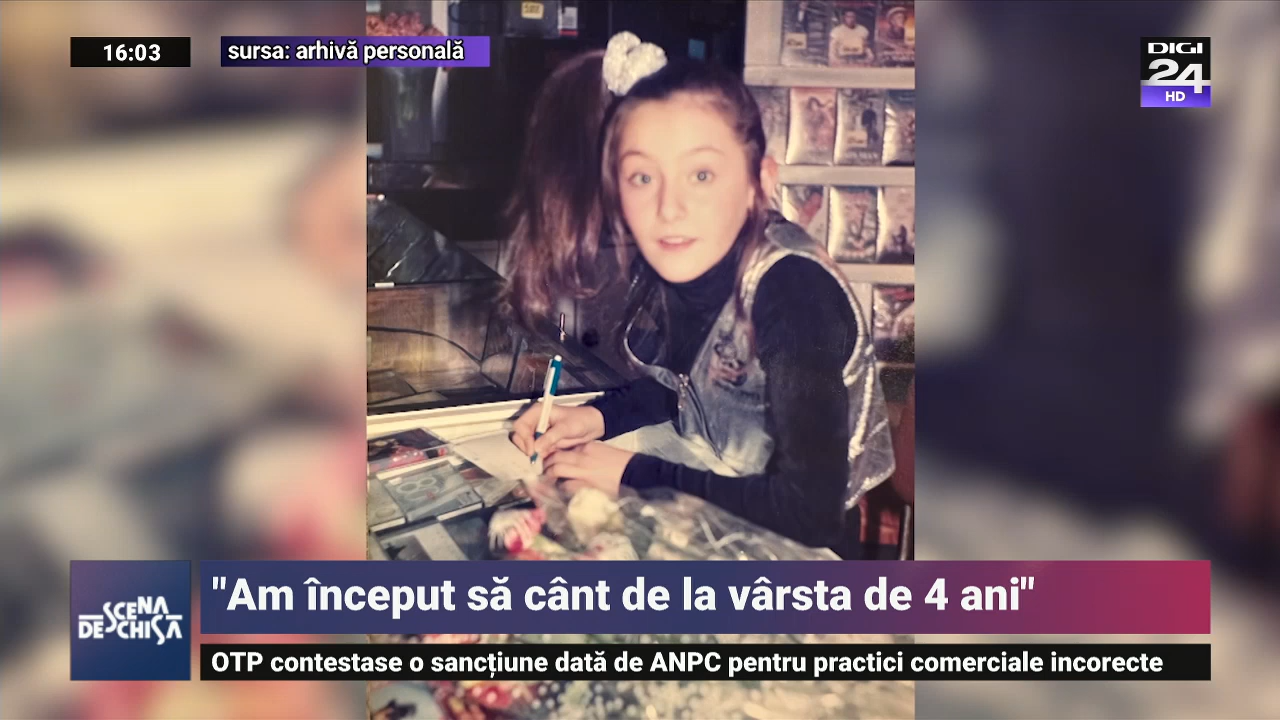 16:03
sursa: arhivă personală
DIGI
24
HD
"Am început să cânt de la vârsta de 4 ani"
SCENA
DESCHISĂ
OTP contestase o sancțiune dată de ANPC pentru practici comerciale incorecte